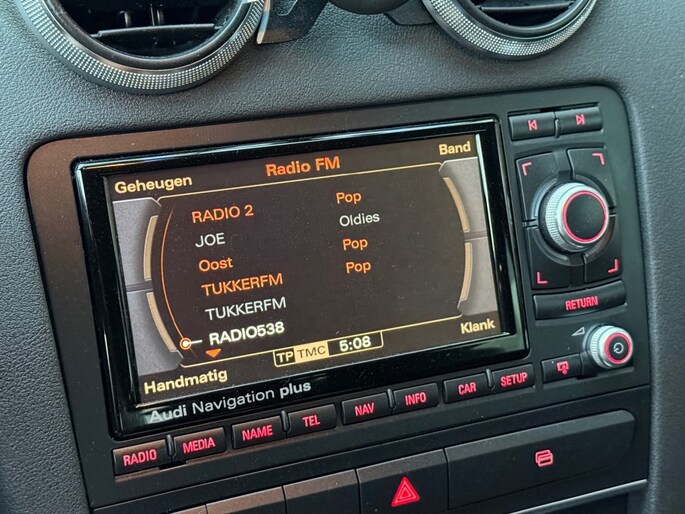 Radio FM
Geheugen
Band
RADIO 2 Pop
JOE Oldies
Oost Pop
TUKKERFM Pop
TUKKERFM
RADIO538
TP TMC 5:08
Handmatig
Klank
Audi Navigation plus
RADIO MEDIA NAME TEL NAV INFO CAR SETUP
RETURN